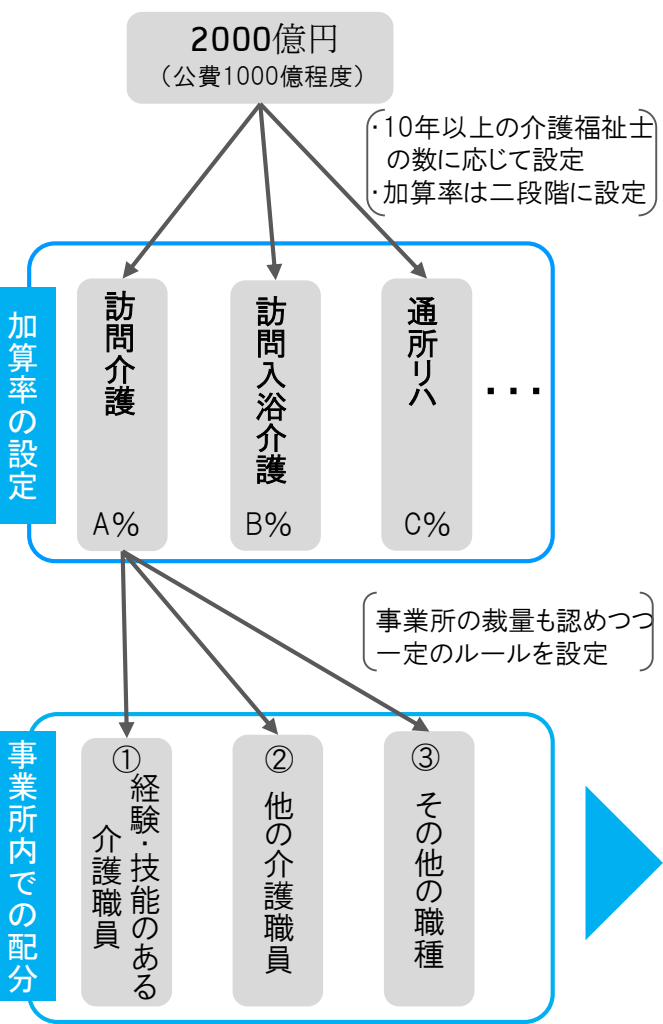 2000億円
（公費1000億程度）
・10年以上の介護福祉士
の数に応じて設定
・加算率は二段階に設定
加算率の設定
訪問介護
A%
訪問入浴介護
B%
通所リハ
C%
・・・
事業所の裁量も認めつつ
一定のルールを設定
事業所内での配分
①
経験・技能のある
介護職員
②
他の介護職員
③
その他の職種